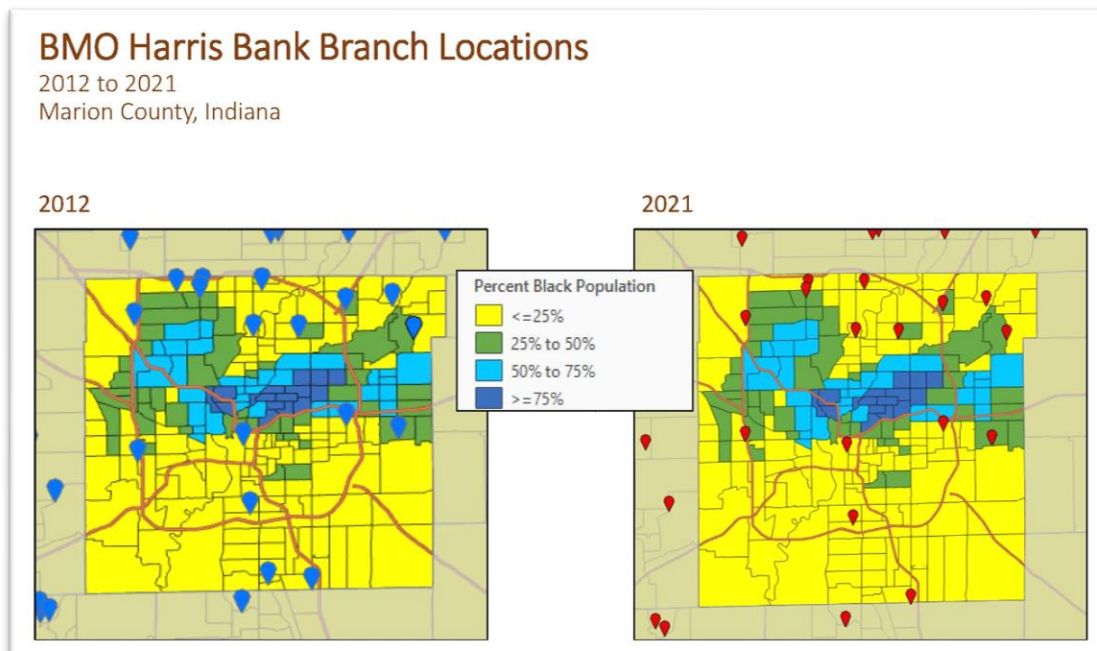 BMO Harris Bank Branch Locations
2012 to 2021
Marion County, Indiana
2012
2021
Percent Black Population
<=25%
25% to 50%
50% to 75%
>=75%